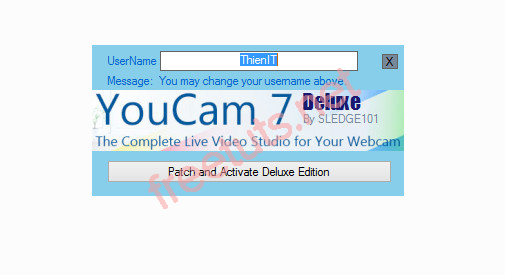 UserName ThienIT X
Message: You may change your username above.
YouCam 7 Deluxe
By SLEDGE101
The Complete Live Video Studio for Your Webcam
Patch and Activate Deluxe Edition
freetuts.net